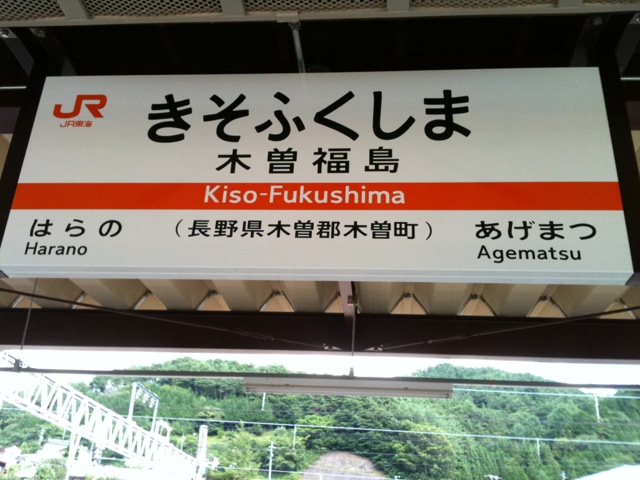 JR
JR東海
きそふくしま
木曽福島
Kiso-Fukushima
はらの
Harano
(長野県木曽郡木曽町)
あげまつ
Agematsu